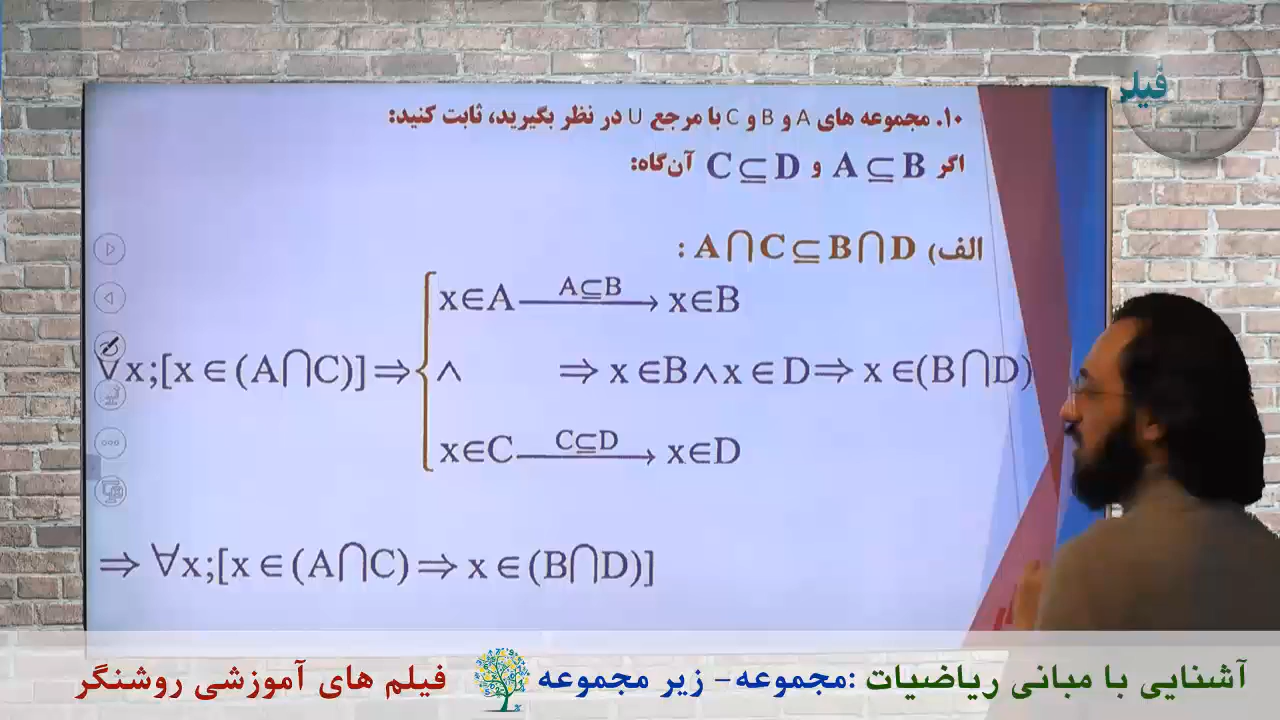 فیلر
۱۰. مجموعه های A و B و C با مرجع U در نظر بگیرید، ثابت کنید:
اگر A⊆B و C⊆D آن‌گاه:
الف) A⋂C⊆B⋂D :
x∈A ⟶ x∈B
A⊆B
∀x;[x∈(A⋂C)]⇒{ ∧ ⇒ x∈B∧x∈D⇒ x∈(B⋂D)
x∈C ⟶ x∈D
C⊆D
⇒ ∀x;[x∈(A⋂C)⇒x∈(B⋂D)]
آشنایی با مبانی ریاضیات :مجموعه- زیر مجموعه فیلم های آموزشی روشنگر